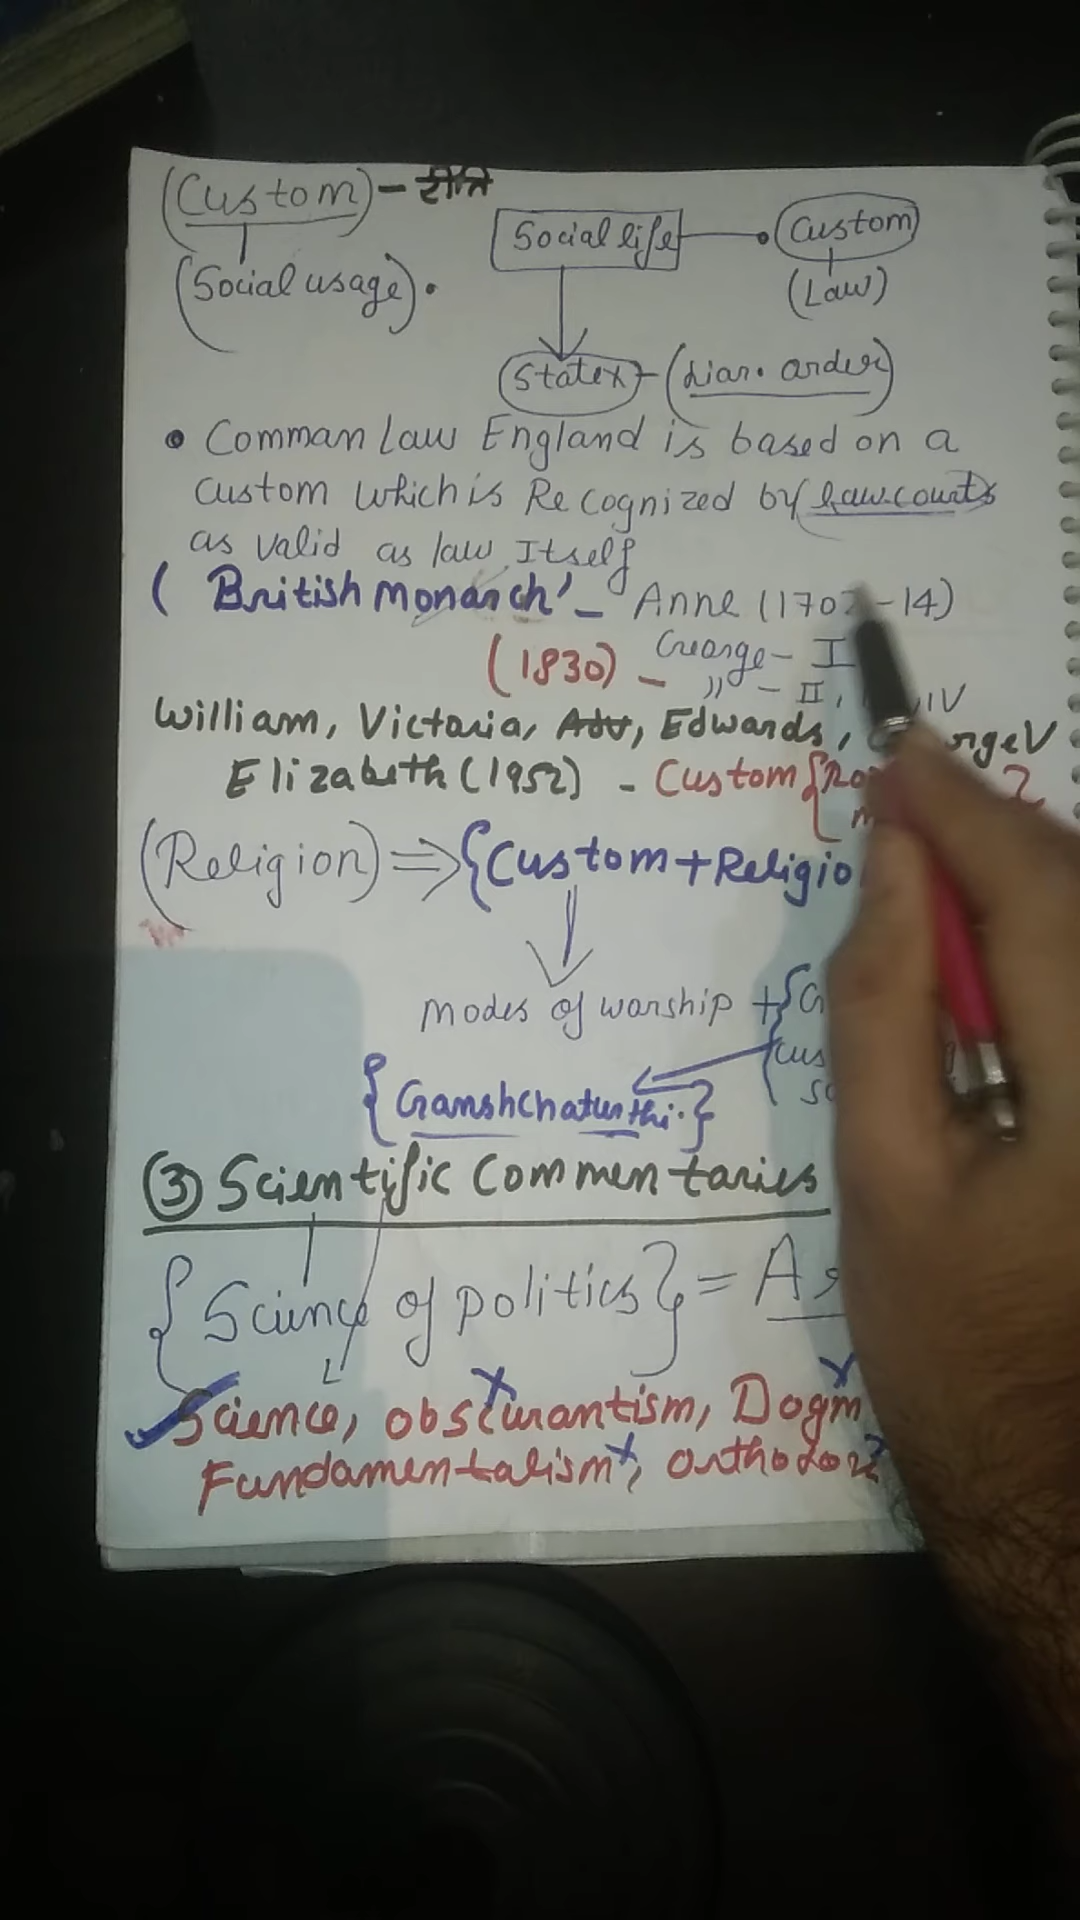 (Custom) - रीति
(Social usage).
Social life
Custom
(Law)
State x - (Lian. order)
• Comman Law England is based on a
custom which is Recognized by law.courts
as valid as law Itself
( British Monarch' - Anne (1702-14)
(1830) - George - I
" - II, IV
William, Victoria, Edwards, George V
Elizabeth (1952) - Custom {
(Religion) ⇒ {Custom + Religio
Modes of worship + {
{ GanshChaturthi. }
③ Scientific Commentaries
{ Science of politics } = A
Science, obscurantism, Dogm
Fundamentalism, orthodox